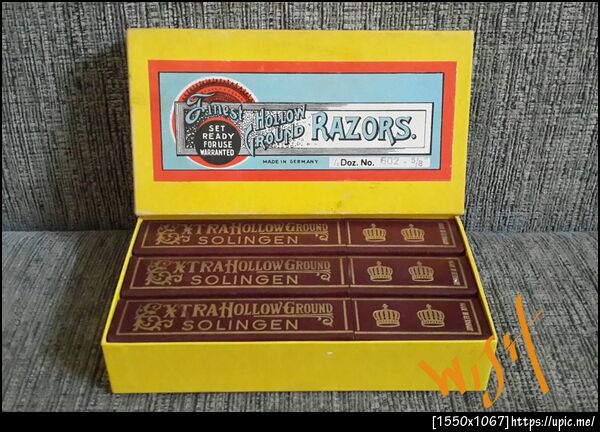 Finest Hollow
Ground RAZORS.
SET
READY
FOR USE
WARRANTED
MADE IN GERMANY
Doz. No. 602 - 5/8
EXTRA HOLLOW GROUND
SOLINGEN
EXTRA HOLLOW GROUND
SOLINGEN
EXTRA HOLLOW GROUND
SOLINGEN
[1550x1067]https://upic.me/